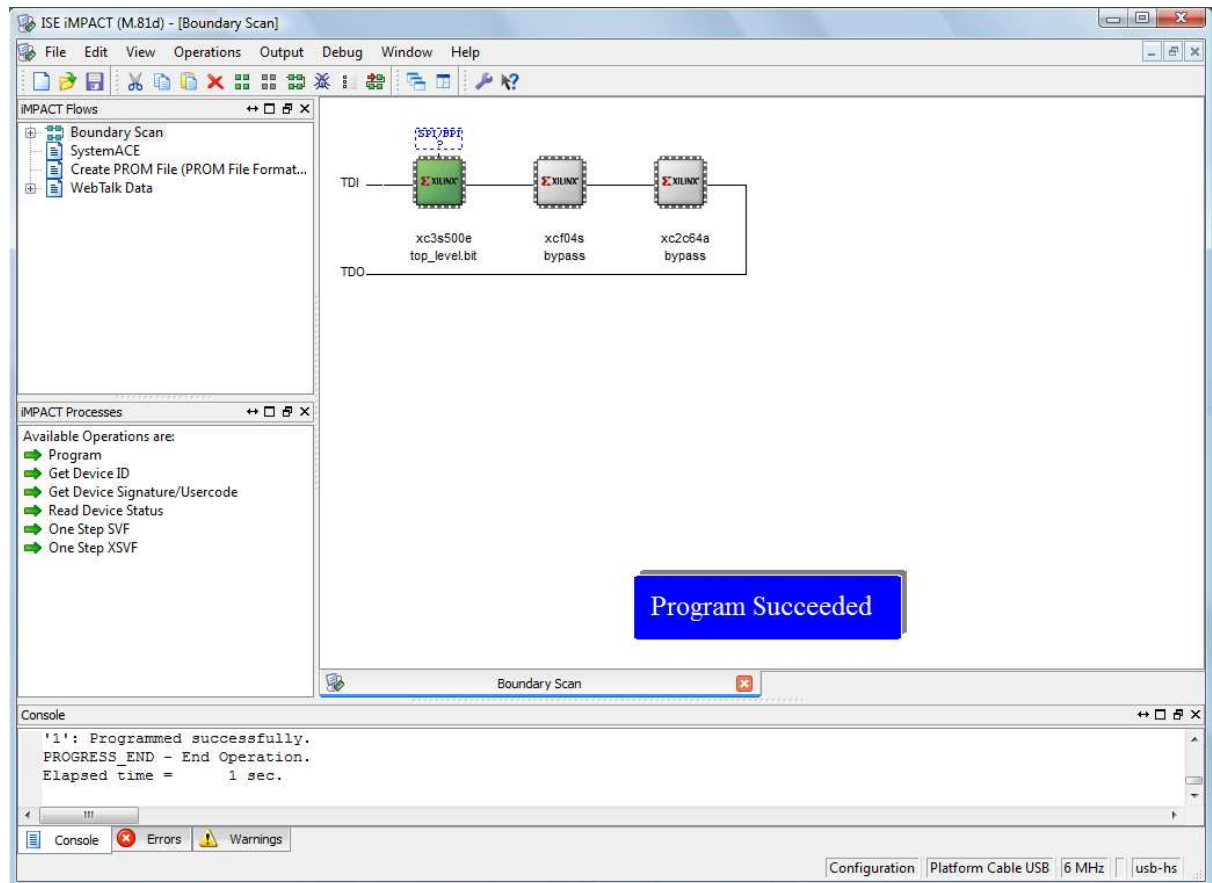 ISE iMPACT (M.81d) - [Boundary Scan]
File Edit View Operations Output Debug Window Help
iMPACT Flows
Boundary Scan
SystemACE
Create PROM File (PROM File Format...
WebTalk Data
SPI/BPI
?
TDI
XILINX XILINX XILINX
xc3s500e xcf04s xc2c64a
top_level.bit bypass bypass
TDO
iMPACT Processes
Available Operations are:
Program
Get Device ID
Get Device Signature/Usercode
Read Device Status
One Step SVF
One Step XSVF
Program Succeeded
Boundary Scan
Console
'1': Programmed successfully.
PROGRESS_END - End Operation.
Elapsed time = 1 sec.
Console Errors Warnings
Configuration Platform Cable USB 6 MHz usb-hs